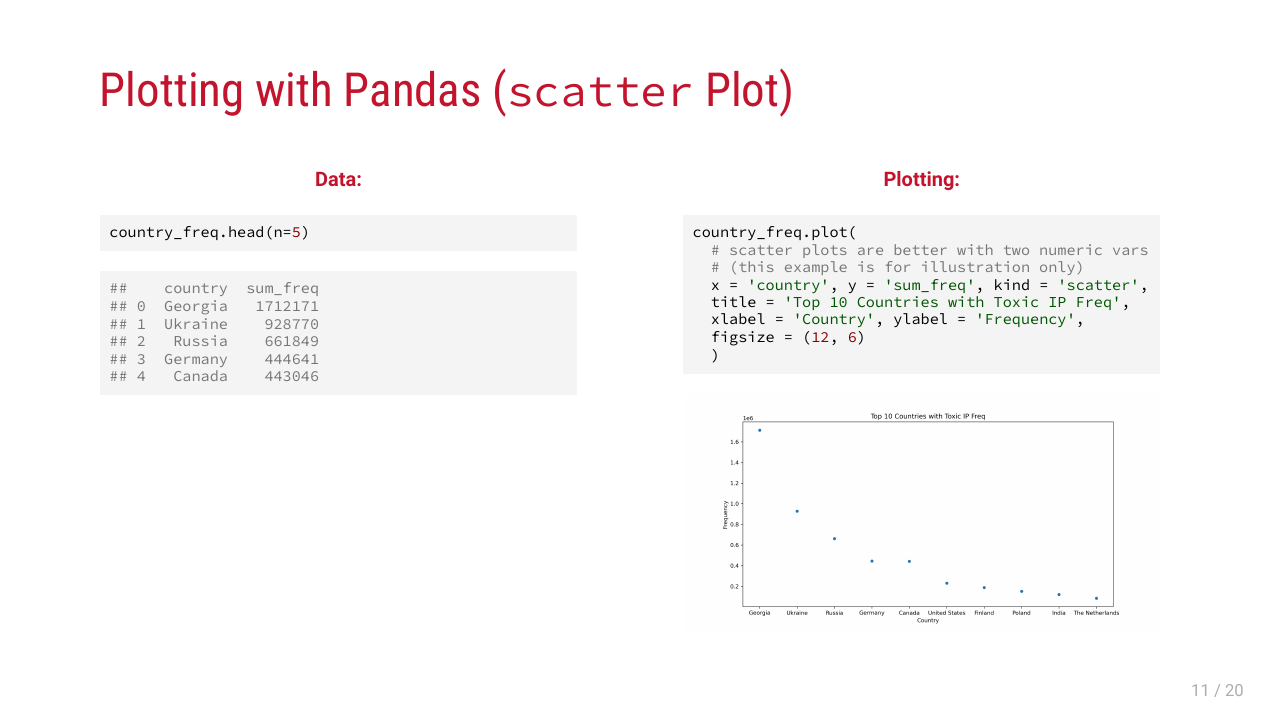 Plotting with Pandas (scatter Plot)
Data:
country_freq.head(n=5)
##    country  sum_freq
## 0  Georgia   1712171
## 1  Ukraine    928770
## 2   Russia    661849
## 3  Germany    444641
## 4   Canada    443046
Plotting:
country_freq.plot(
  # scatter plots are better with two numeric vars
  # (this example is for illustration only)
  x = 'country', y = 'sum_freq', kind = 'scatter',
  title = 'Top 10 Countries with Toxic IP Freq',
  xlabel = 'Country', ylabel = 'Frequency',
  figsize = (12, 6)
  )
Top 10 Countries with Toxic IP Freq
1e6
1.6
1.4
1.2
1.0
0.8
0.6
0.4
0.2
Frequency
Georgia Ukraine Russia Germany Canada United States Finland Poland India The Netherlands
Country
11 / 20